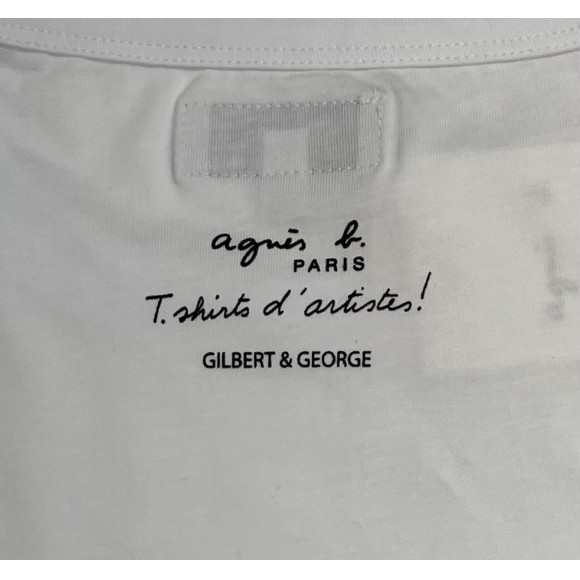 agnès b.
PARIS
T.shirts d'artistes!
GILBERT & GEORGE